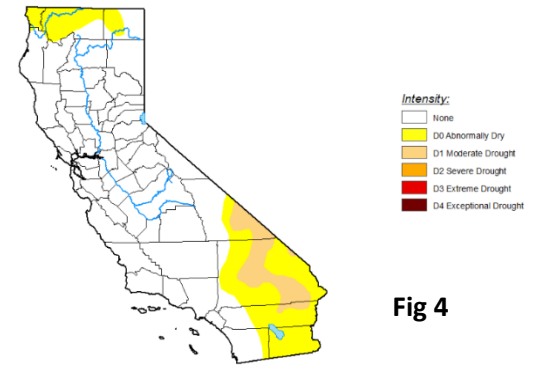 Intensity:
None
D0 Abnormally Dry
D1 Moderate Drought
D2 Severe Drought
D3 Extreme Drought
D4 Exceptional Drought
Fig 4